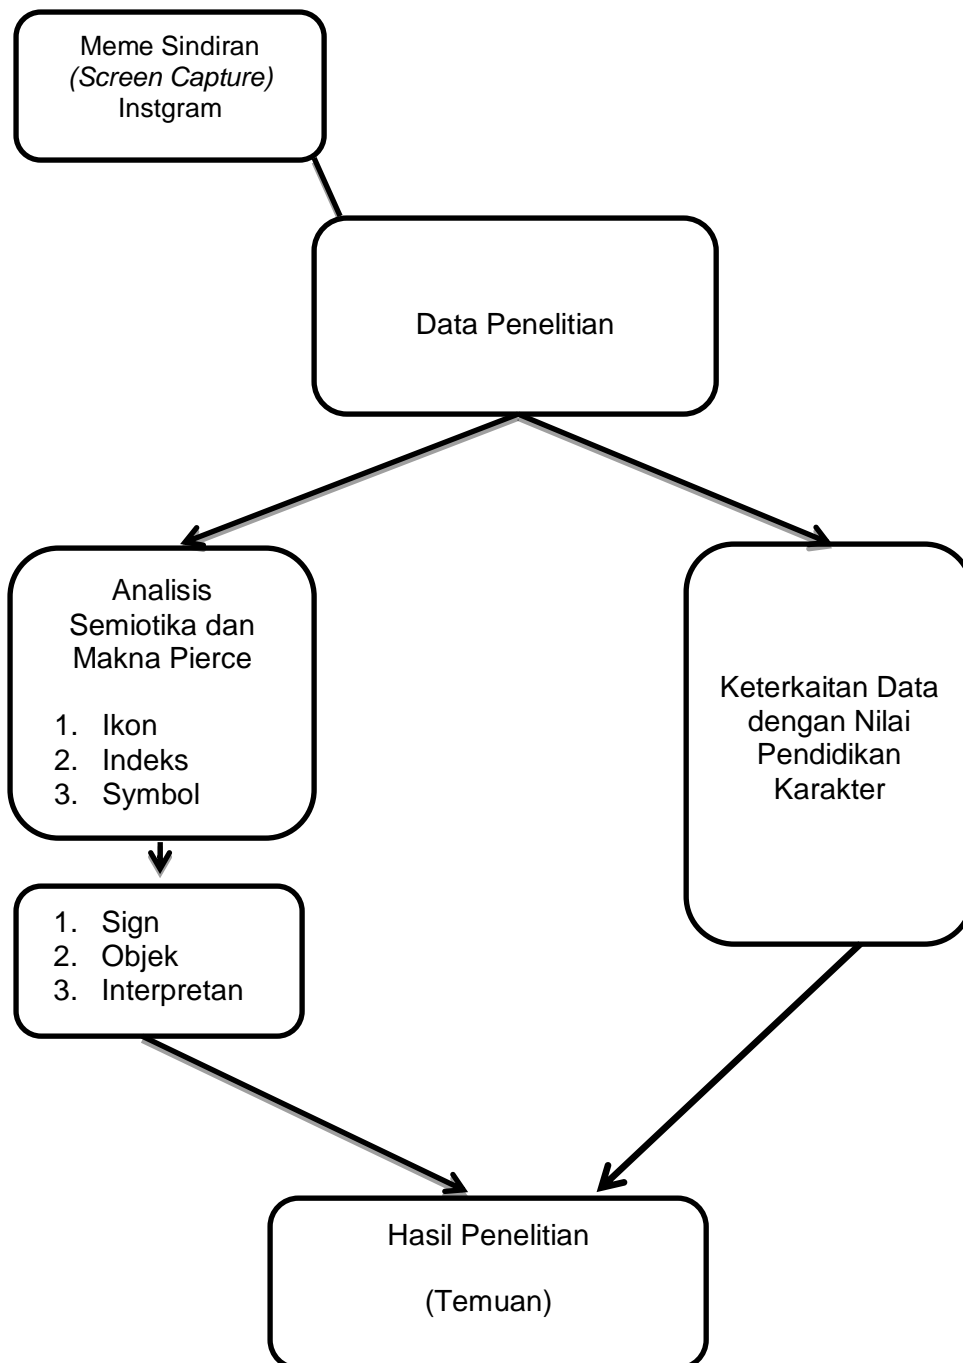 Meme Sindiran
(Screen Capture)
Instgram
Data Penelitian
Analisis
Semiotika dan
Makna Pierce
1. Ikon
2. Indeks
3. Symbol
Keterkaitan Data
dengan Nilai
Pendidikan
Karakter
1. Sign
2. Objek
3. Interpretan
Hasil Penelitian
(Temuan)